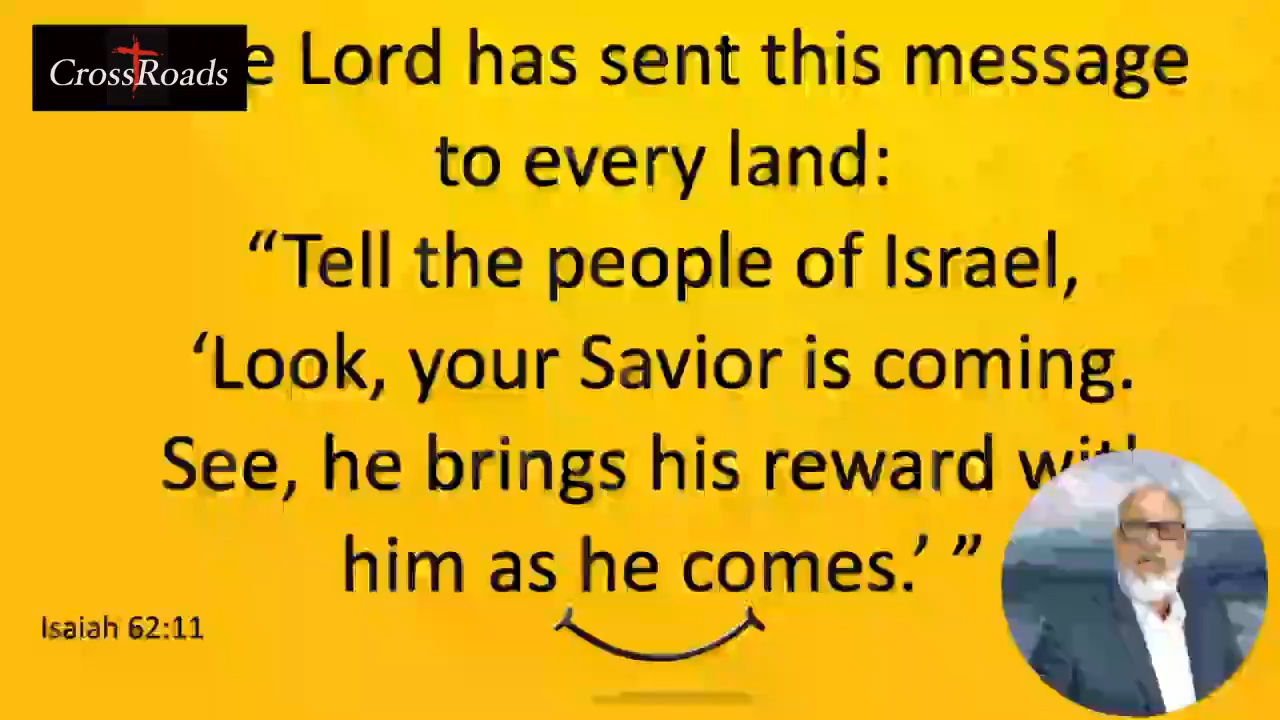 CrossRoads
e Lord has sent this message
to every land:
“Tell the people of Israel,
‘Look, your Savior is coming.
See, he brings his reward with
him as he comes.’ ”
Isaiah 62:11